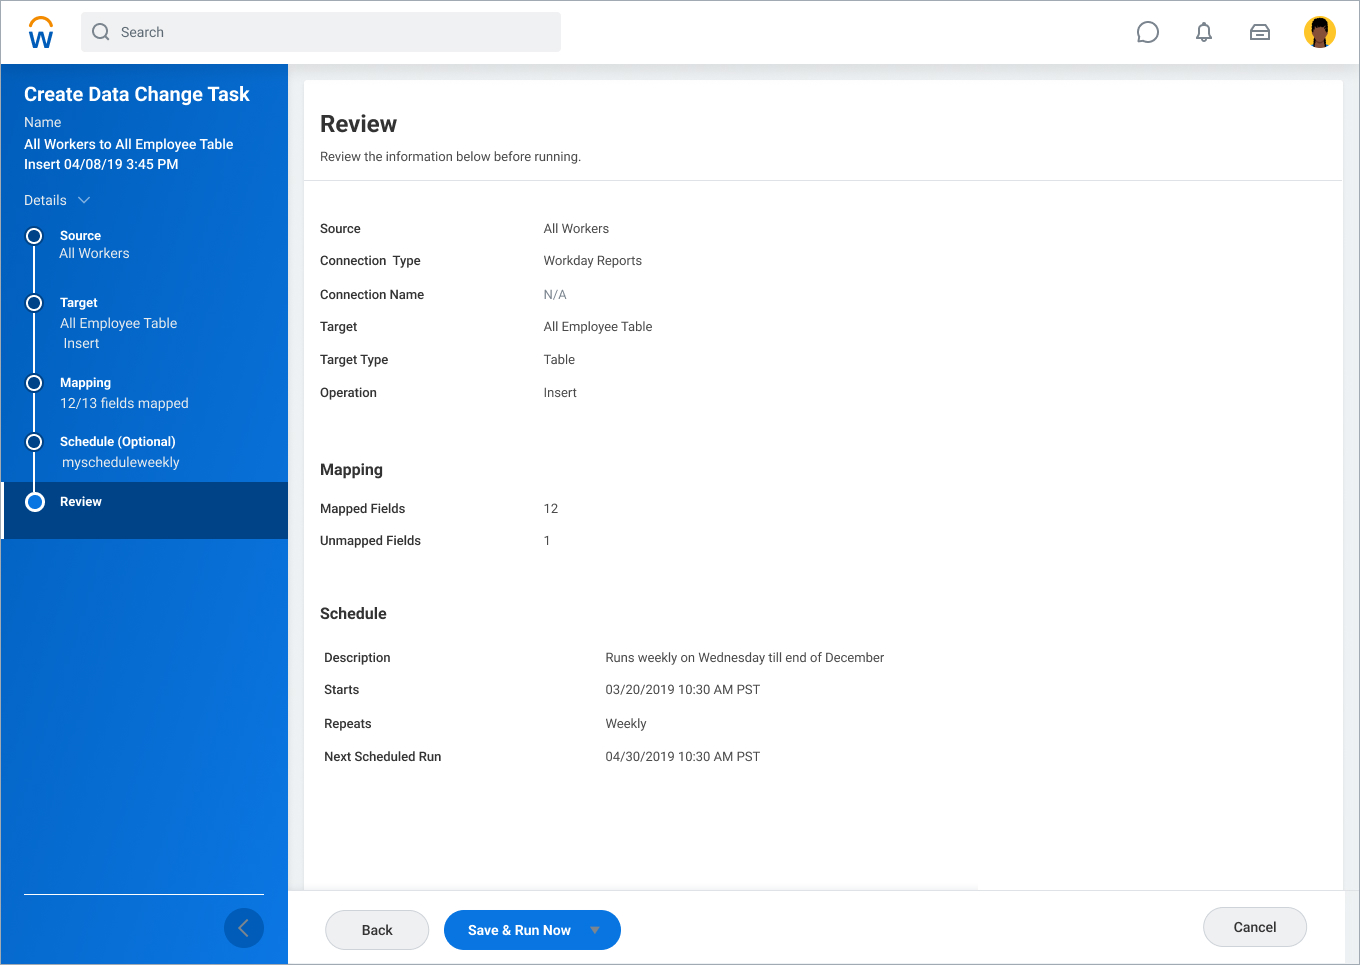 W
Search
Create Data Change Task
Name
All Workers to All Employee Table
Insert 04/08/19 3:45 PM
Details
Source
All Workers
Target
All Employee Table
Insert
Mapping
12/13 fields mapped
Schedule (Optional)
myscheduleweekly
Review
Review
Review the information below before running.
Source All Workers
Connection  Type Workday Reports
Connection Name N/A
Target All Employee Table
Target Type Table
Operation Insert
Mapping
Mapped Fields 12
Unmapped Fields 1
Schedule
Description Runs weekly on Wednesday till end of December
Starts 03/20/2019 10:30 AM PST
Repeats Weekly
Next Scheduled Run 04/30/2019 10:30 AM PST
Back
Save & Run Now
Cancel